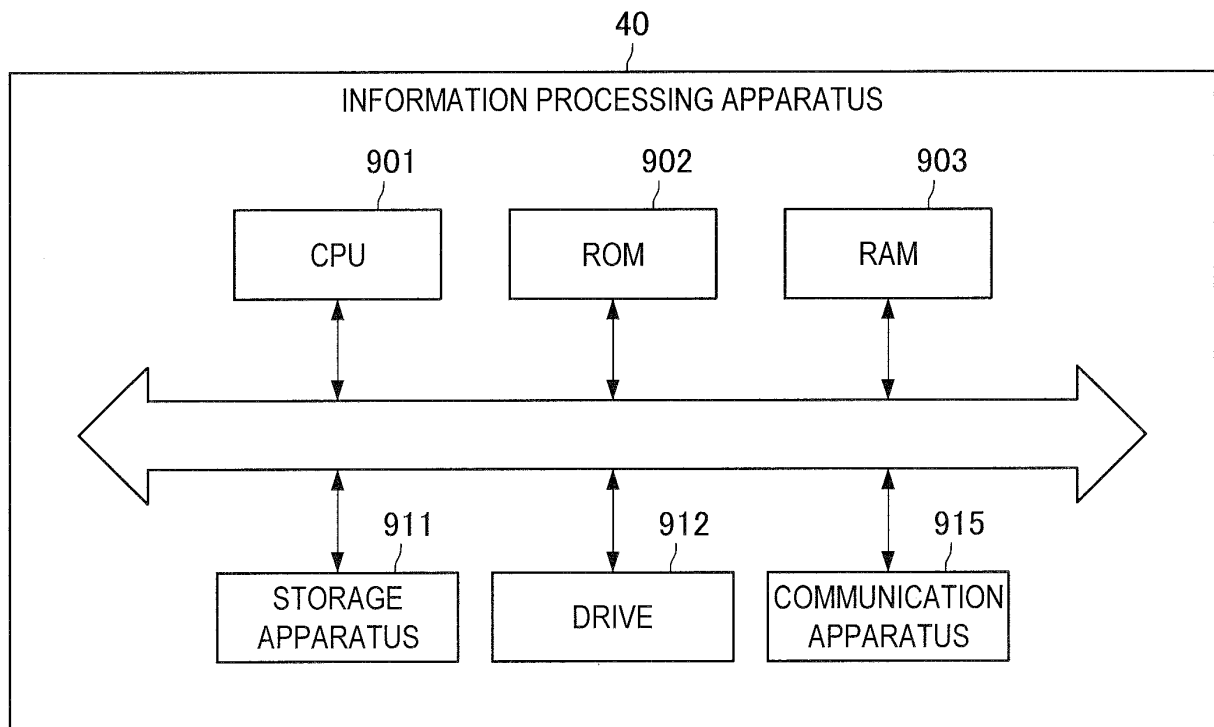 40
INFORMATION PROCESSING APPARATUS
901
902
903
CPU
ROM
RAM
911
912
915
STORAGE
APPARATUS
DRIVE
COMMUNICATION
APPARATUS